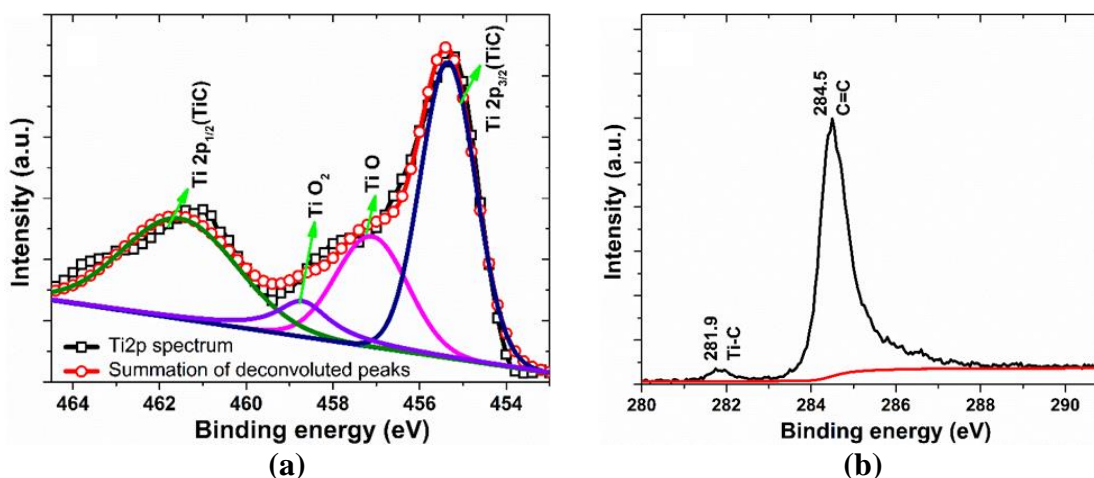 Intensity (a.u.)
Ti 2p1/2(TiC)
Ti O2
Ti O
Ti 2p3/2(TiC)
Ti2p spectrum
Summation of deconvoluted peaks
464 462 460 458 456 454
Binding energy (eV)
(a)
Intensity (a.u.)
281.9
Ti-C
284.5
C=C
280 282 284 286 288 290
Binding energy (eV)
(b)